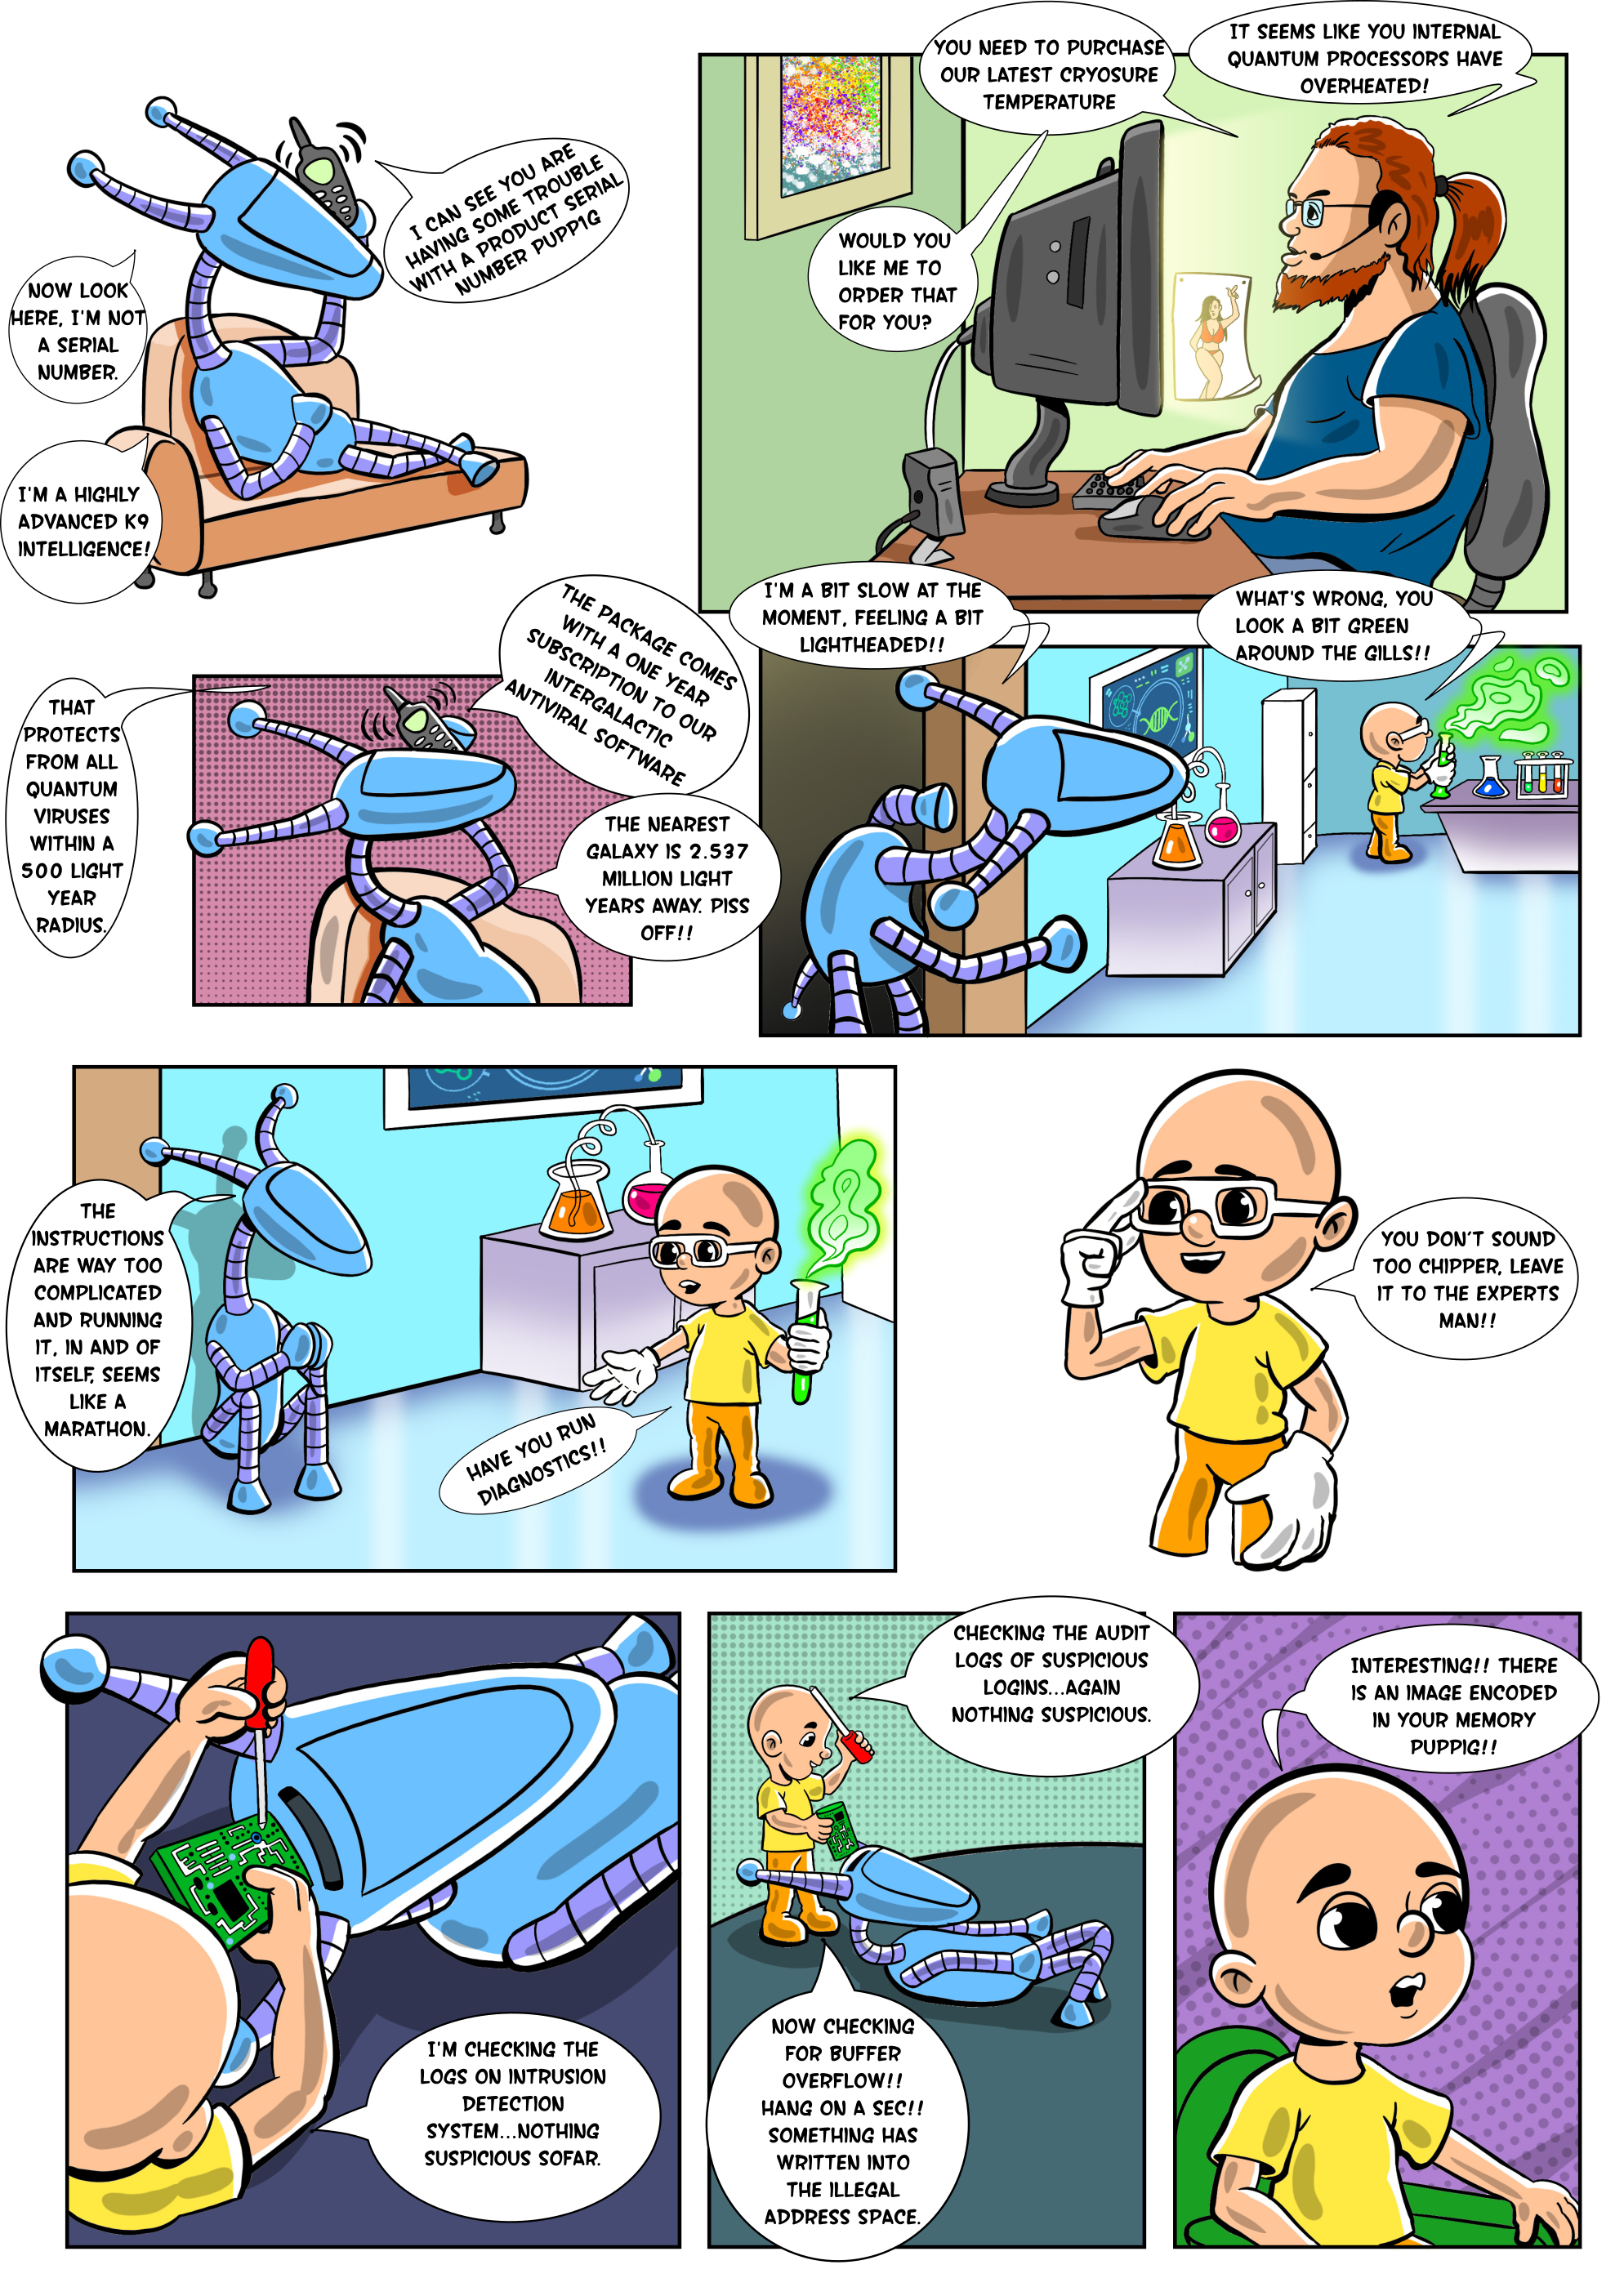 I CAN SEE YOU ARE
HAVING SOME TROUBLE
WITH A PRODUCT SERIAL
NUMBER PUPP1G
NOW LOOK
HERE, I'M NOT
A SERIAL
NUMBER.
I'M A HIGHLY
ADVANCED K9
INTELLIGENCE!
IT SEEMS LIKE YOU INTERNAL
QUANTUM PROCESSORS HAVE
OVERHEATED!
YOU NEED TO PURCHASE
OUR LATEST CRYOSURE
TEMPERATURE
WOULD YOU
LIKE ME TO
ORDER THAT
FOR YOU?
THE PACKAGE COMES
WITH A ONE YEAR
SUBSCRIPTION TO OUR
INTERGALACTIC
ANTIVIRAL SOFTWARE
THAT
PROTECTS
FROM ALL
QUANTUM
VIRUSES
WITHIN A
500 LIGHT
YEAR
RADIUS.
THE NEAREST
GALAXY IS 2.537
MILLION LIGHT
YEARS AWAY. PISS
OFF!!
WHAT'S WRONG, YOU
LOOK A BIT GREEN
AROUND THE GILLS!!
I'M A BIT SLOW AT THE
MOMENT, FEELING A BIT
LIGHTHEADED!!
HAVE YOU RUN
DIAGNOSTICS!!
THE
INSTRUCTIONS
ARE WAY TOO
COMPLICATED
AND RUNNING
IT, IN AND OF
ITSELF, SEEMS
LIKE A
MARATHON.
YOU DON'T SOUND
TOO CHIPPER, LEAVE
IT TO THE EXPERTS
MAN!!
I'M CHECKING THE
LOGS ON INTRUSION
DETECTION
SYSTEM...NOTHING
SUSPICIOUS SOFAR.
CHECKING THE AUDIT
LOGS OF SUSPICIOUS
LOGINS...AGAIN
NOTHING SUSPICIOUS.
NOW CHECKING
FOR BUFFER
OVERFLOW!!
HANG ON A SEC!!
SOMETHING HAS
WRITTEN INTO
THE ILLEGAL
ADDRESS SPACE.
INTERESTING!! THERE
IS AN IMAGE ENCODED
IN YOUR MEMORY
PUPPIG!!